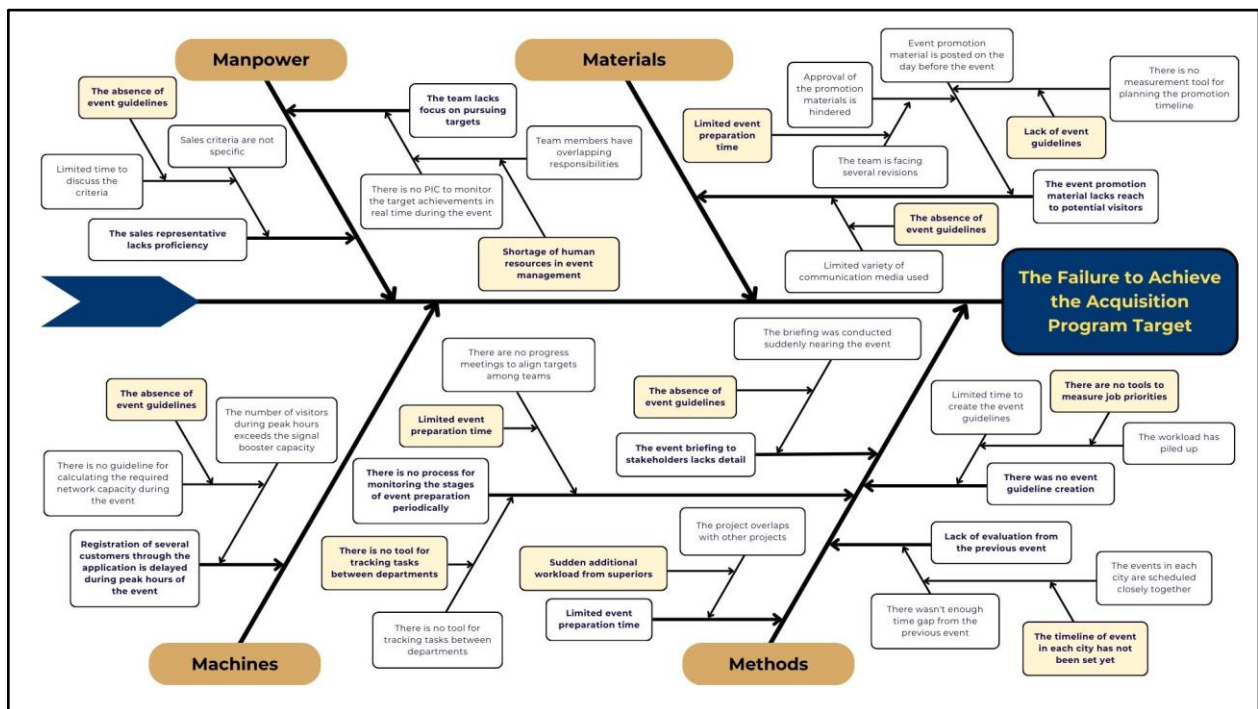 Manpower
Materials
The absence of
event guidelines
Sales criteria are not
specific
Limited time to
discuss the
criteria
The sales representative
lacks proficiency
The team lacks
focus on pursuing
targets
Team members have
overlapping
responsibilities
There is no PIC to monitor
the target achievements in
real time during the event
Shortage of human
resources in event
management
Event promotion
material is posted on the
day before the event
Approval of
the promotion
materials is
hindered
There is no
measurement tool for
planning the promotion
timeline
Limited event
preparation
time
Lack of event
guidelines
The team is facing
several revisions
The event promotion
material lacks reach to
potential visitors
The absence of
event guidelines
Limited variety of
communication media used
The Failure to Achieve
the Acquisition
Program Target
The absence of
event guidelines
The number of visitors
during peak hours
exceeds the signal
booster capacity
There is no guideline for
calculating the required
network capacity during
the event
Registration of several
customers through the
application is delayed
during peak hours of
the event
There are no progress
meetings to align targets
among teams
Limited event
preparation time
There is no process for
monitoring the stages
of event preparation
periodically
There is no tool for
tracking tasks
between departments
There is no tool for
tracking tasks between
departments
The briefing was conducted
suddenly nearing the event
The absence of
event guidelines
The event briefing to
stakeholders lacks detail
Limited time to
create the event
guidelines
There are no tools to
measure job priorities
The workload has
piled up
There was no event
guideline creation
The project overlaps
with other projects
Sudden additional
workload from superiors
Limited event
preparation time
Lack of evaluation from
the previous event
The events in each
city are scheduled
closely together
There wasn't enough
time gap from the
previous event
The timeline of event
in each city has
not been set yet
Machines
Methods